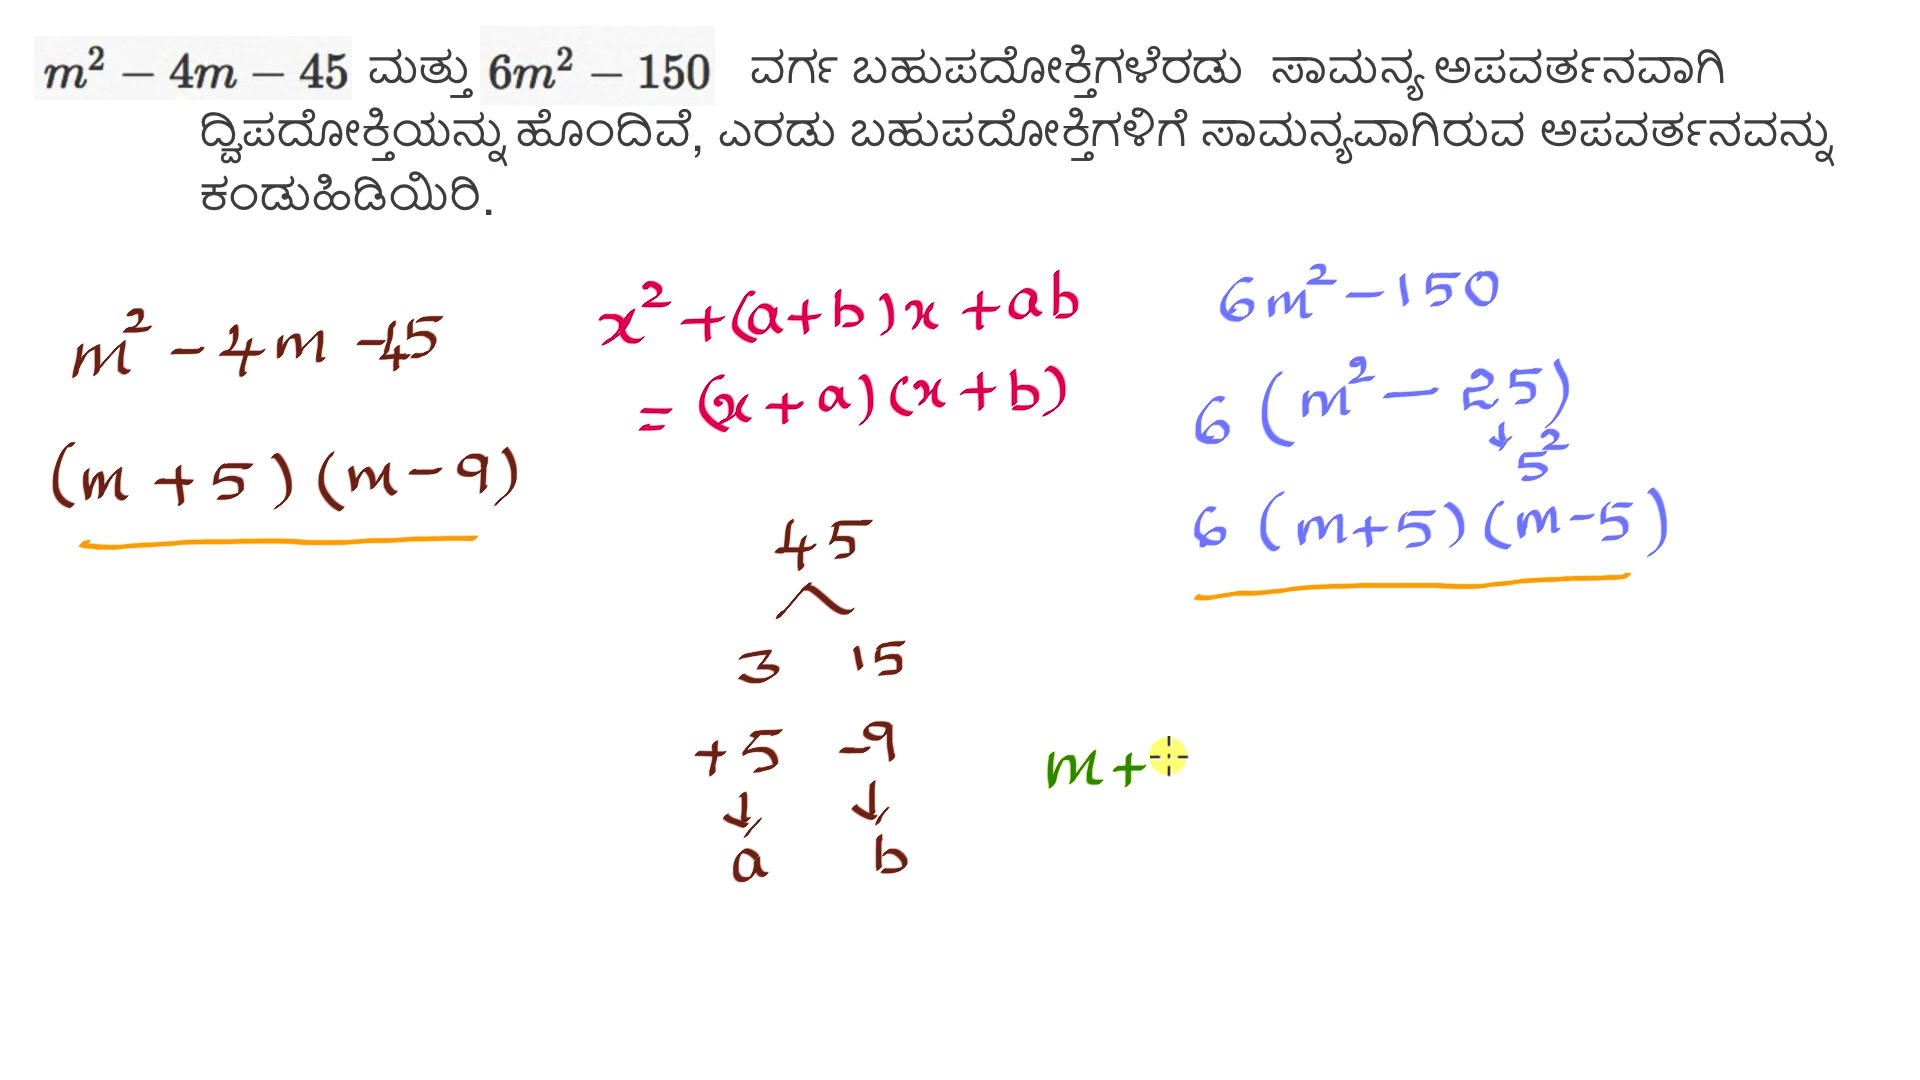 m² − 4m − 45 ಮತ್ತು 6m² − 150 ವರ್ಗ ಬಹುಪದೋಕ್ತಿಗಳೆರಡು ಸಾಮನ್ಯ ಅಪವರ್ತನವಾಗಿ
ದ್ವಿಪದೋಕ್ತಿಯನ್ನು ಹೊಂದಿವೆ, ಎರಡು ಬಹುಪದೋಕ್ತಿಗಳಿಗೆ ಸಾಮನ್ಯವಾಗಿರುವ ಅಪವರ್ತನವನ್ನು
ಕಂಡುಹಿಡಿಯಿರಿ.
m² − 4m − 45
(m + 5) (m − 9)
x² + (a + b) x + ab
= (x + a) (x + b)
45
3 15
+5 −9
a b
6m² − 150
6 (m² − 25)
5²
6 (m+5) (m−5)
m +